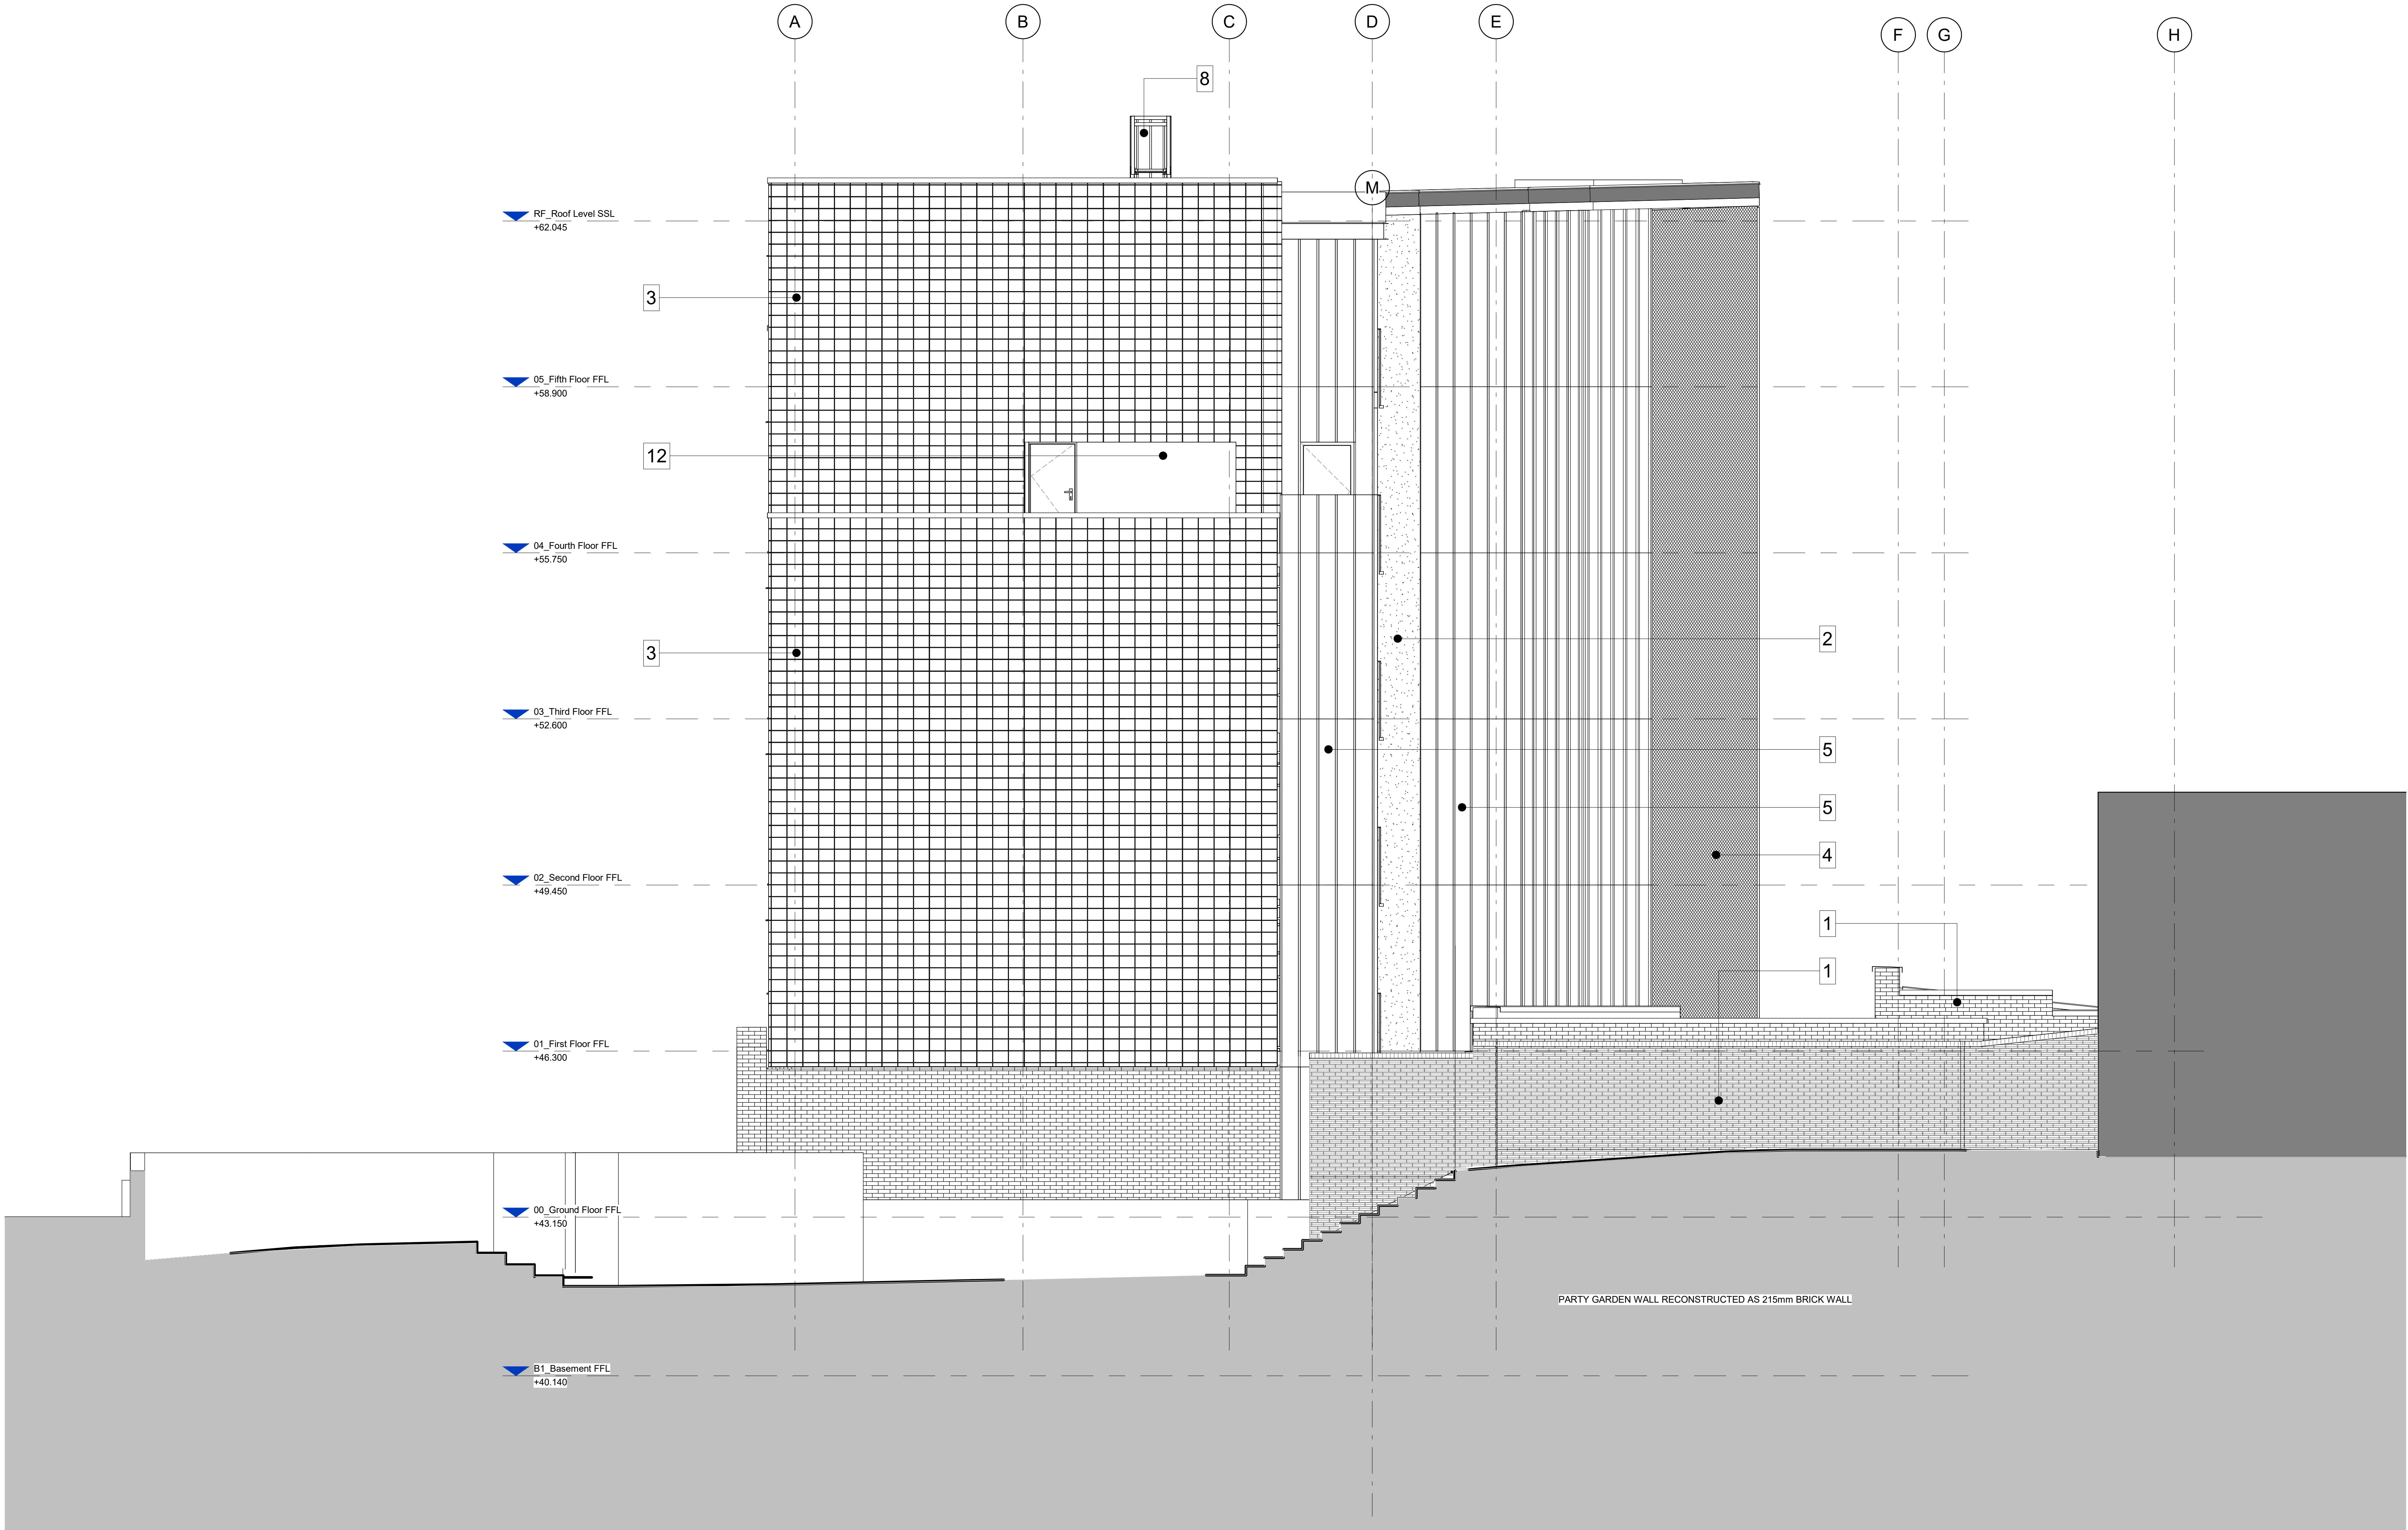 A B C D E F G H
8
M
RF_Roof Level SSL
+62.045
3
05_Fifth Floor FFL
+58.900
12
04_Fourth Floor FFL
+55.750
2
3
03_Third Floor FFL
+52.600
5
5
4
02_Second Floor FFL
+49.450
1
1
01_First Floor FFL
+46.300
00_Ground Floor FFL
+43.150
PARTY GARDEN WALL RECONSTRUCTED AS 215mm BRICK WALL
B1_Basement FFL
+40.140